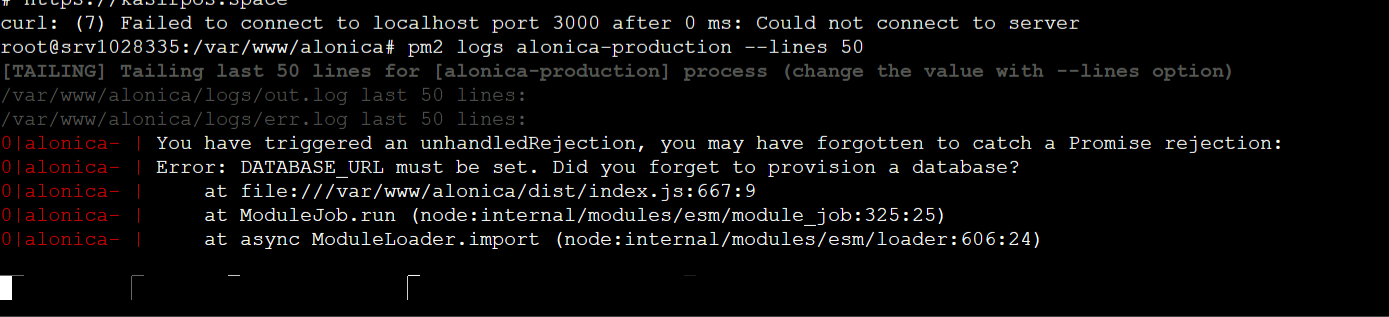 # https://kasirpos.space
curl: (7) Failed to connect to localhost port 3000 after 0 ms: Could not connect to server
root@srv1028335:/var/www/alonica# pm2 logs alonica-production --lines 50
[TAILING] Tailing last 50 lines for [alonica-production] process (change the value with --lines option)
/var/www/alonica/logs/out.log last 50 lines:
/var/www/alonica/logs/err.log last 50 lines:
0|alonica- | You have triggered an unhandledRejection, you may have forgotten to catch a Promise rejection:
0|alonica- | Error: DATABASE_URL must be set. Did you forget to provision a database?
0|alonica- |     at file:///var/www/alonica/dist/index.js:667:9
0|alonica- |     at ModuleJob.run (node:internal/modules/esm/module_job:325:25)
0|alonica- |     at async ModuleLoader.import (node:internal/modules/esm/loader:606:24)